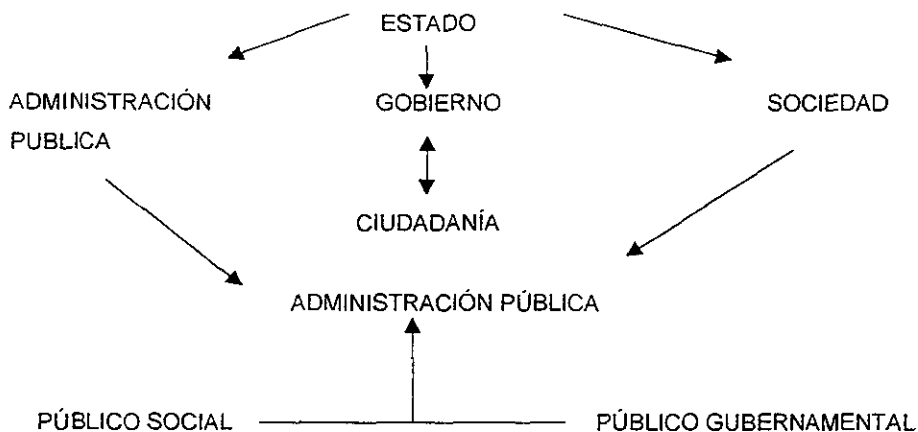 ESTADO
ADMINISTRACIÓN
PUBLICA
GOBIERNO
SOCIEDAD
CIUDADANÍA
ADMINISTRACIÓN PÚBLICA
PÚBLICO SOCIAL
PÚBLICO GUBERNAMENTAL